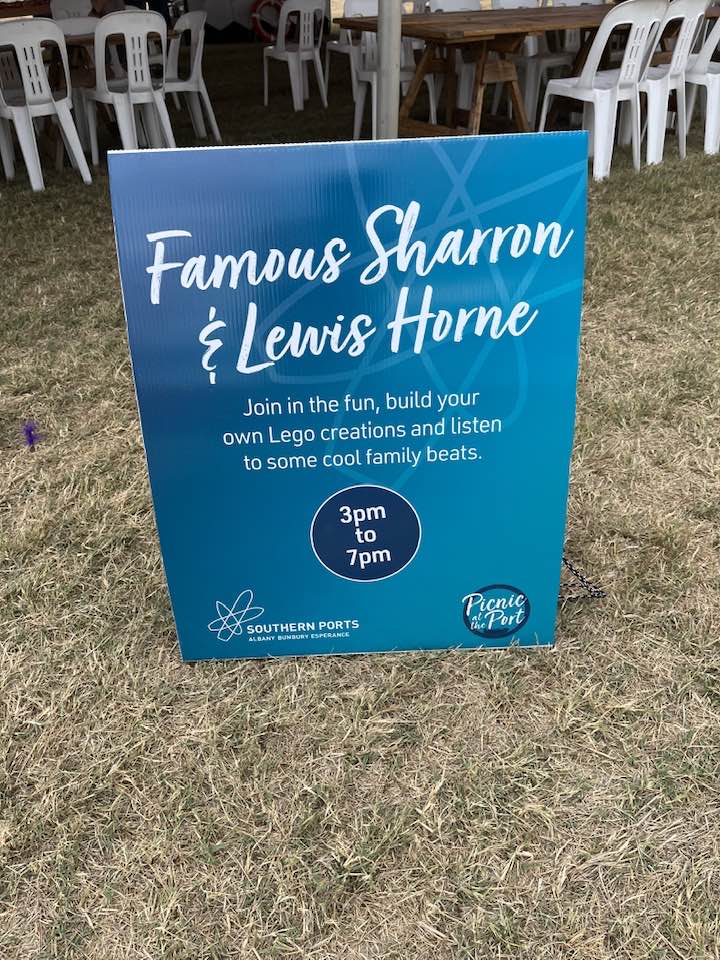 Famous Sharron
& Lewis Horne
Join in the fun, build your
own Lego creations and listen
to some cool family beats.
3pm
to
7pm
SOUTHERN PORTS
ALBANY BUNBURY ESPERANCE
Picnic
at the Port